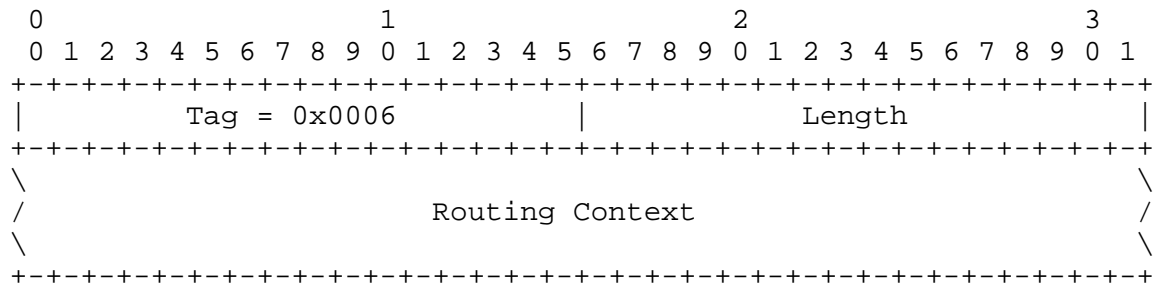 0                   1                   2                   3
 0 1 2 3 4 5 6 7 8 9 0 1 2 3 4 5 6 7 8 9 0 1 2 3 4 5 6 7 8 9 0 1
+-+-+-+-+-+-+-+-+-+-+-+-+-+-+-+-+-+-+-+-+-+-+-+-+-+-+-+-+-+-+-+-+
|         Tag = 0x0006          |            Length             |
+-+-+-+-+-+-+-+-+-+-+-+-+-+-+-+-+-+-+-+-+-+-+-+-+-+-+-+-+-+-+-+-+
\                                                               \
/                       Routing Context                         /
\                                                               \
+-+-+-+-+-+-+-+-+-+-+-+-+-+-+-+-+-+-+-+-+-+-+-+-+-+-+-+-+-+-+-+-+